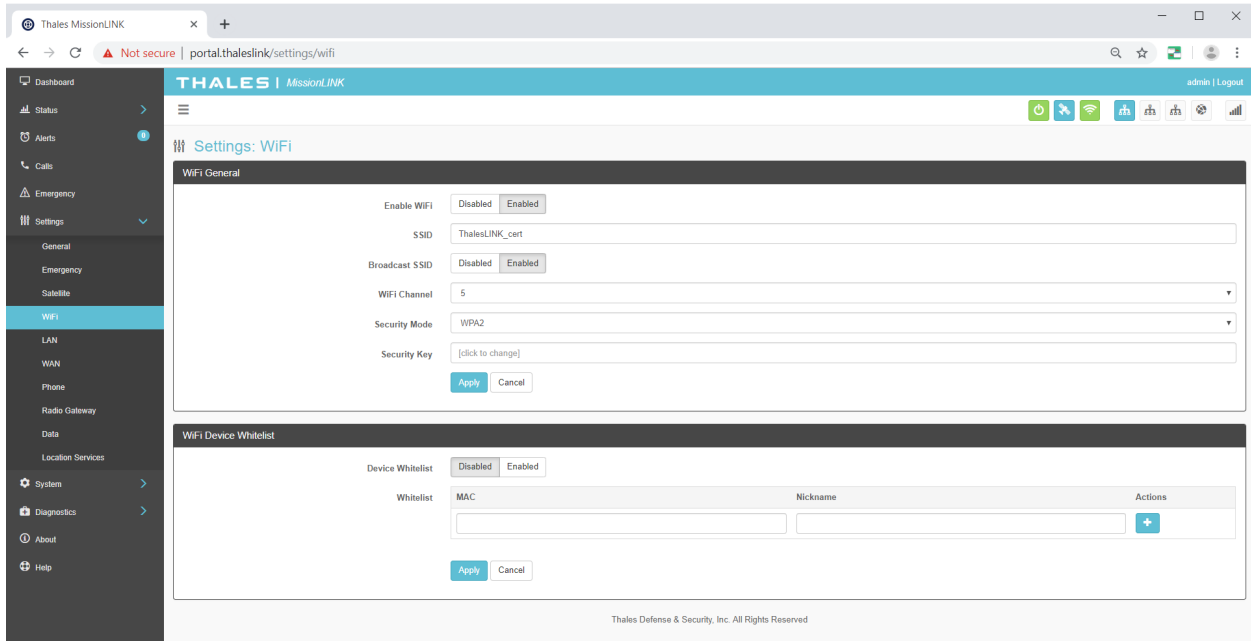 Thales MissionLINK
Not secure | portal.thaleslink/settings/wifi
Dashboard
Status
Alerts 0
Calls
Emergency
Settings
General
Emergency
Satellite
WiFi
LAN
WAN
Phone
Radio Gateway
Data
Location Services
System
Diagnostics
About
Help
THALES | MissionLINK
admin | Logout
Settings: WiFi
WiFi General
Enable WiFi Disabled Enabled
SSID ThalesLINK_cert
Broadcast SSID Disabled Enabled
WiFi Channel 5
Security Mode WPA2
Security Key [click to change]
Apply Cancel
WiFi Device Whitelist
Device Whitelist Disabled Enabled
Whitelist MAC Nickname Actions
Apply Cancel
Thales Defense & Security, Inc. All Rights Reserved